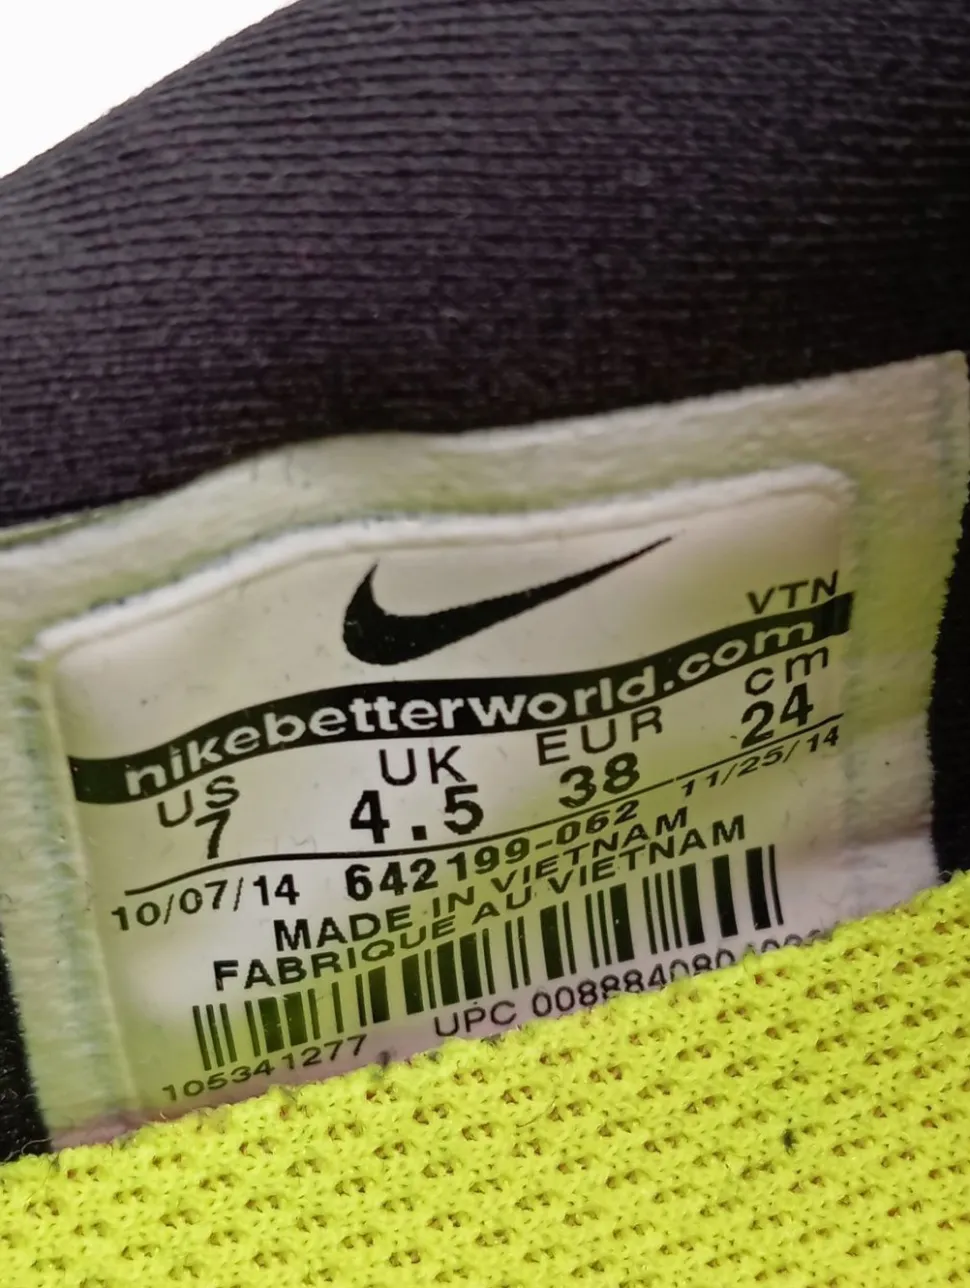 VTN
nikebetterworld.com
US UK EUR cm
7 4.5 38 24
10/07/14 642199-062 11/25/14
MADE IN VIETNAM
FABRIQUE AU VIETNAM
105341277 UPC